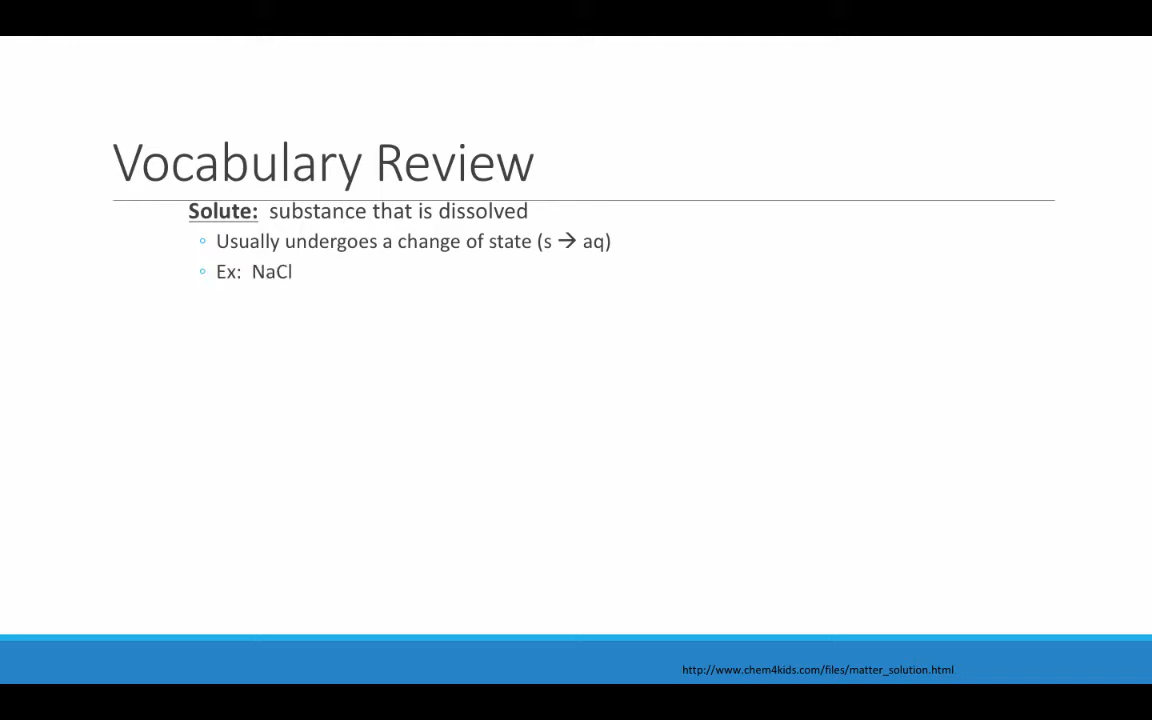 Vocabulary Review
Solute: substance that is dissolved
◦ Usually undergoes a change of state (s → aq)
◦ Ex: NaCl
http://www.chem4kids.com/files/matter_solution.html